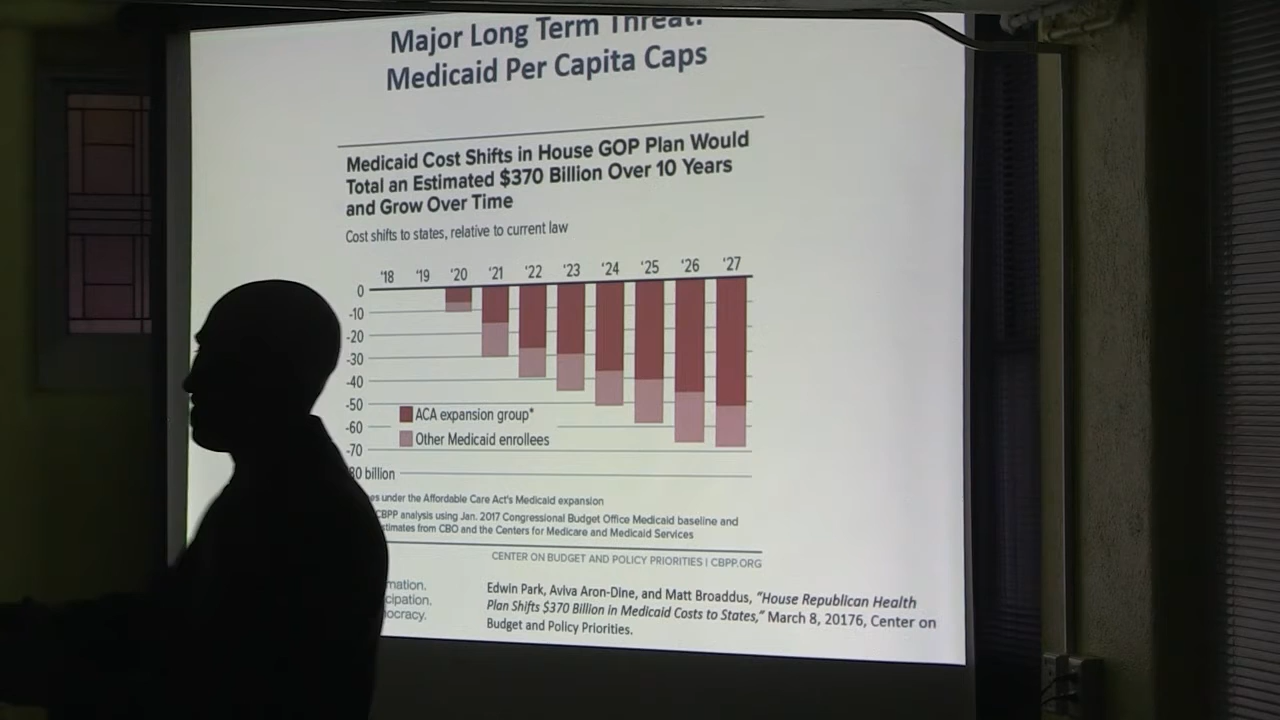 Major Long Term Threat:
Medicaid Per Capita Caps
Medicaid Cost Shifts in House GOP Plan Would
Total an Estimated $370 Billion Over 10 Years
and Grow Over Time
Cost shifts to states, relative to current law
'18 '19 '20 '21 '22 '23 '24 '25 '26 '27
0
-10
-20
-30
-40
-50
-60
-70
80 billion
ACA expansion group*
Other Medicaid enrollees
es under the Affordable Care Act's Medicaid expansion
CBPP analysis using Jan. 2017 Congressional Budget Office Medicaid baseline and
stimates from CBO and the Centers for Medicare and Medicaid Services
CENTER ON BUDGET AND POLICY PRIORITIES | CBPP.ORG
mation.
cipation.
ocracy.
Edwin Park, Aviva Aron-Dine, and Matt Broaddus, "House Republican Health
Plan Shifts $370 Billion in Medicaid Costs to States," March 8, 20176, Center on
Budget and Policy Priorities.